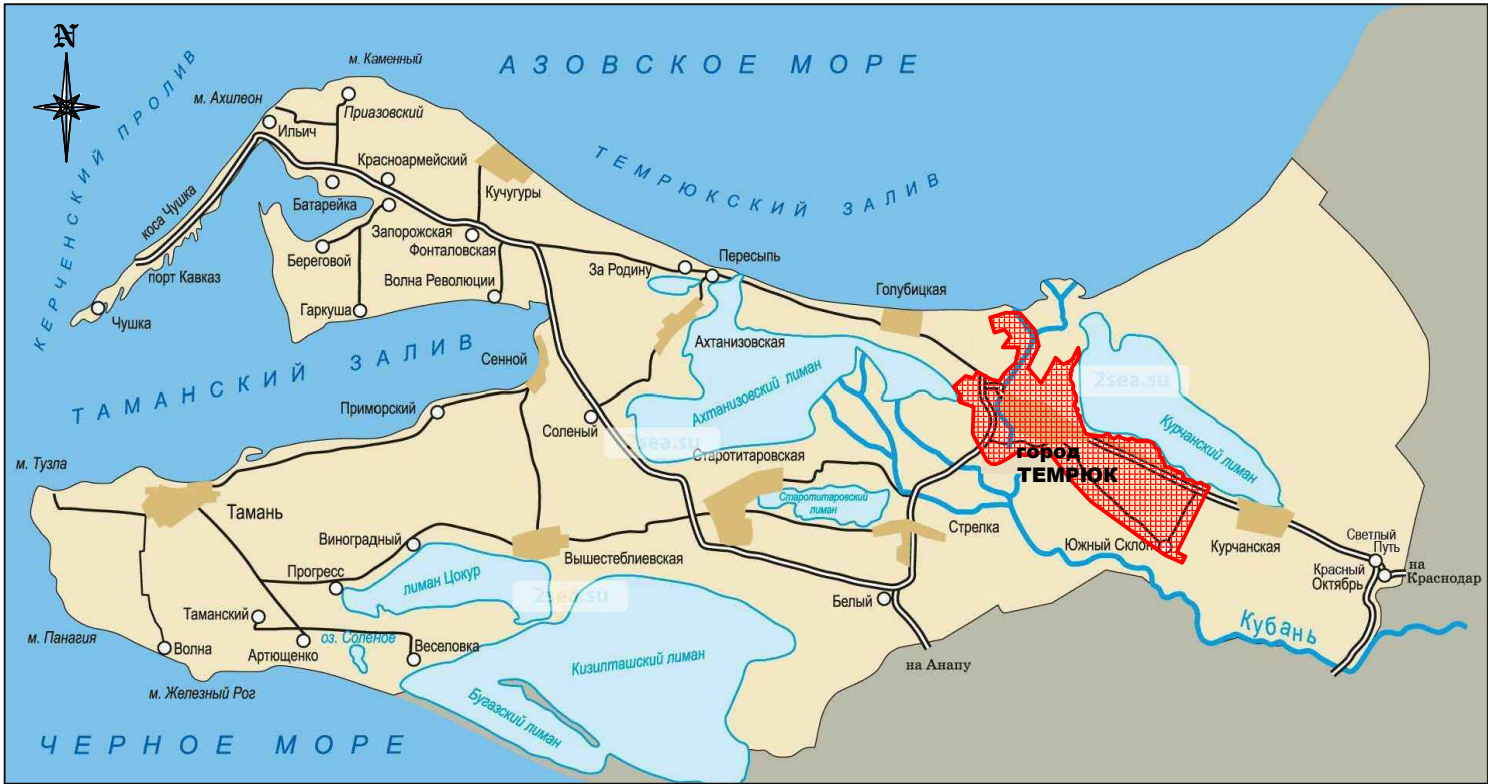 N
м. Каменный
АЗОВСКОЕ МОРЕ
КЕРЧЕНСКИЙ ПРОЛИВ
м. Ахилеон
Приазовский
Ильич
ТЕМРЮКСКИЙ ЗАЛИВ
Красноармейский
Кучугуры
коса Чушка
Батарейка
Запорожская
Фонталовская
Береговой
порт Кавказ
Волна Революции
Гаркуша
Чушка
За Родину
Пересыпь
Голубицкая
Ахтанизовская
ТАМАНСКИЙ ЗАЛИВ
Сенной
Приморский
Соленый
Ахтанизовский лиман
2sea.su
2sea.su
Курчанский лиман
город
ТЕМРЮК
м. Тузла
Старотитаровская
Старотитаровский
лиман
Тамань
Виноградный
Вышестеблиевская
Стрелка
Южный Склон
Курчанская
Светлый
Путь
Красный
Октябрь
на
Краснодар
Прогресс
лиман Цокур
2sea.su
Белый
Кубань
Таманский
м. Панагия
Волна
Артющенко
оз. Соленое
Веселовка
Кизилташский лиман
на Анапу
м. Железный Рог
Бугазский лиман
ЧЕРНОЕ МОРЕ